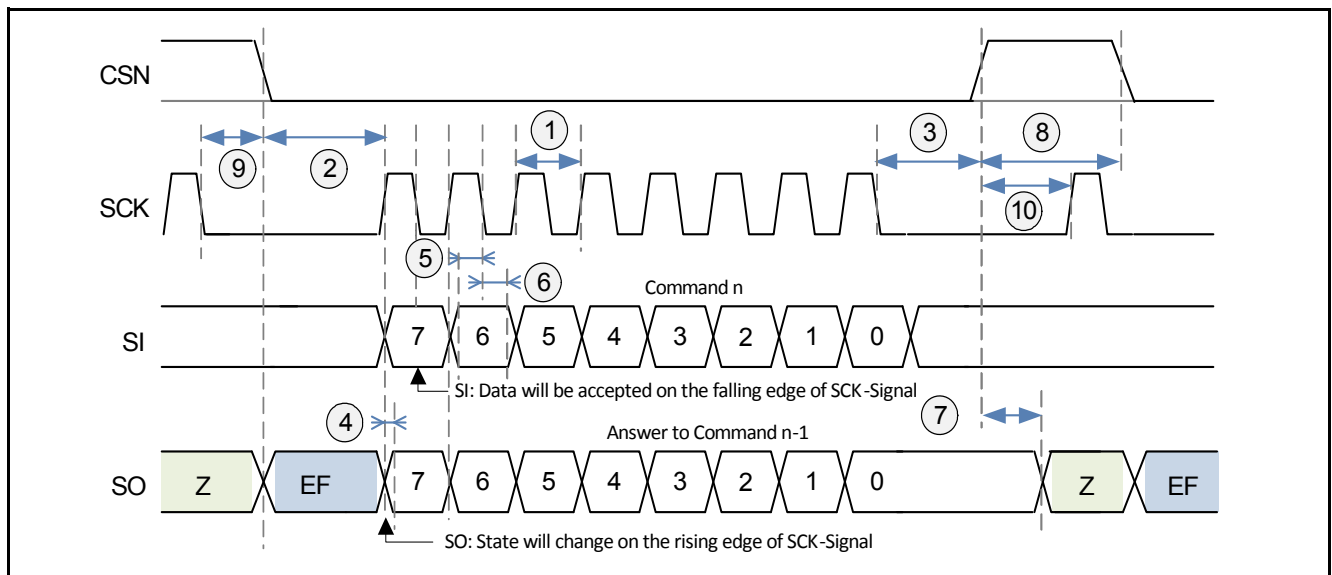 CSN
1
3
8
9
2
10
SCK
5
6
Command n
SI
7 6 5 4 3 2 1 0
SI: Data will be accepted on the falling edge of SCK-Signal
4
Answer to Command n-1
7
SO
Z EF 7 6 5 4 3 2 1 0 Z EF
SO: State will change on the rising edge of SCK-Signal